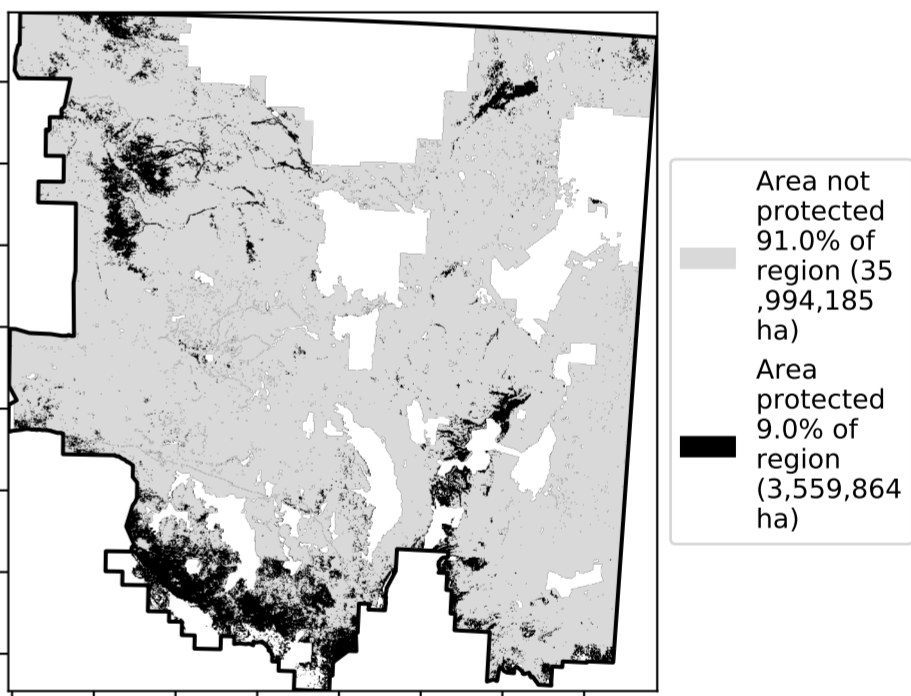 Area not
protected
91.0% of
region (35
,994,185
ha)
Area
protected
9.0% of
region
(3,559,864
ha)